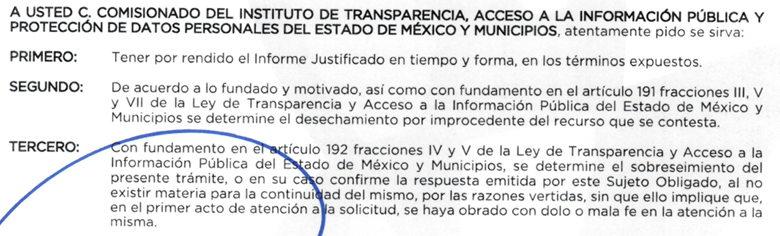 A USTED C. COMISIONADO DEL INSTITUTO DE TRANSPARENCIA, ACCESO A LA INFORMACIÓN PÚBLICA Y
PROTECCIÓN DE DATOS PERSONALES DEL ESTADO DE MÉXICO Y MUNICIPIOS, atentamente pido se sirva:
PRIMERO: Tener por rendido el Informe Justificado en tiempo y forma, en los términos expuestos.
SEGUNDO: De acuerdo a lo fundado y motivado, así como con fundamento en el artículo 191 fracciones III, V
y VII de la Ley de Transparencia y Acceso a la Información Pública del Estado de México y
Municipios se determine el desechamiento por improcedente del recurso que se contesta.
TERCERO: Con fundamento en el artículo 192 fracciones IV y V de la Ley de Transparencia y Acceso a la
Información Pública del Estado de México y Municipios, se determine el sobreseimiento del
presente trámite, o en su caso confirme la respuesta emitida por este Sujeto Obligado, al no
existir materia para la continuidad del mismo, por las razones vertidas, sin que ello implique que,
en el primer acto de atención a la solicitud, se haya obrado con dolo o mala fe en la atención a la
misma.